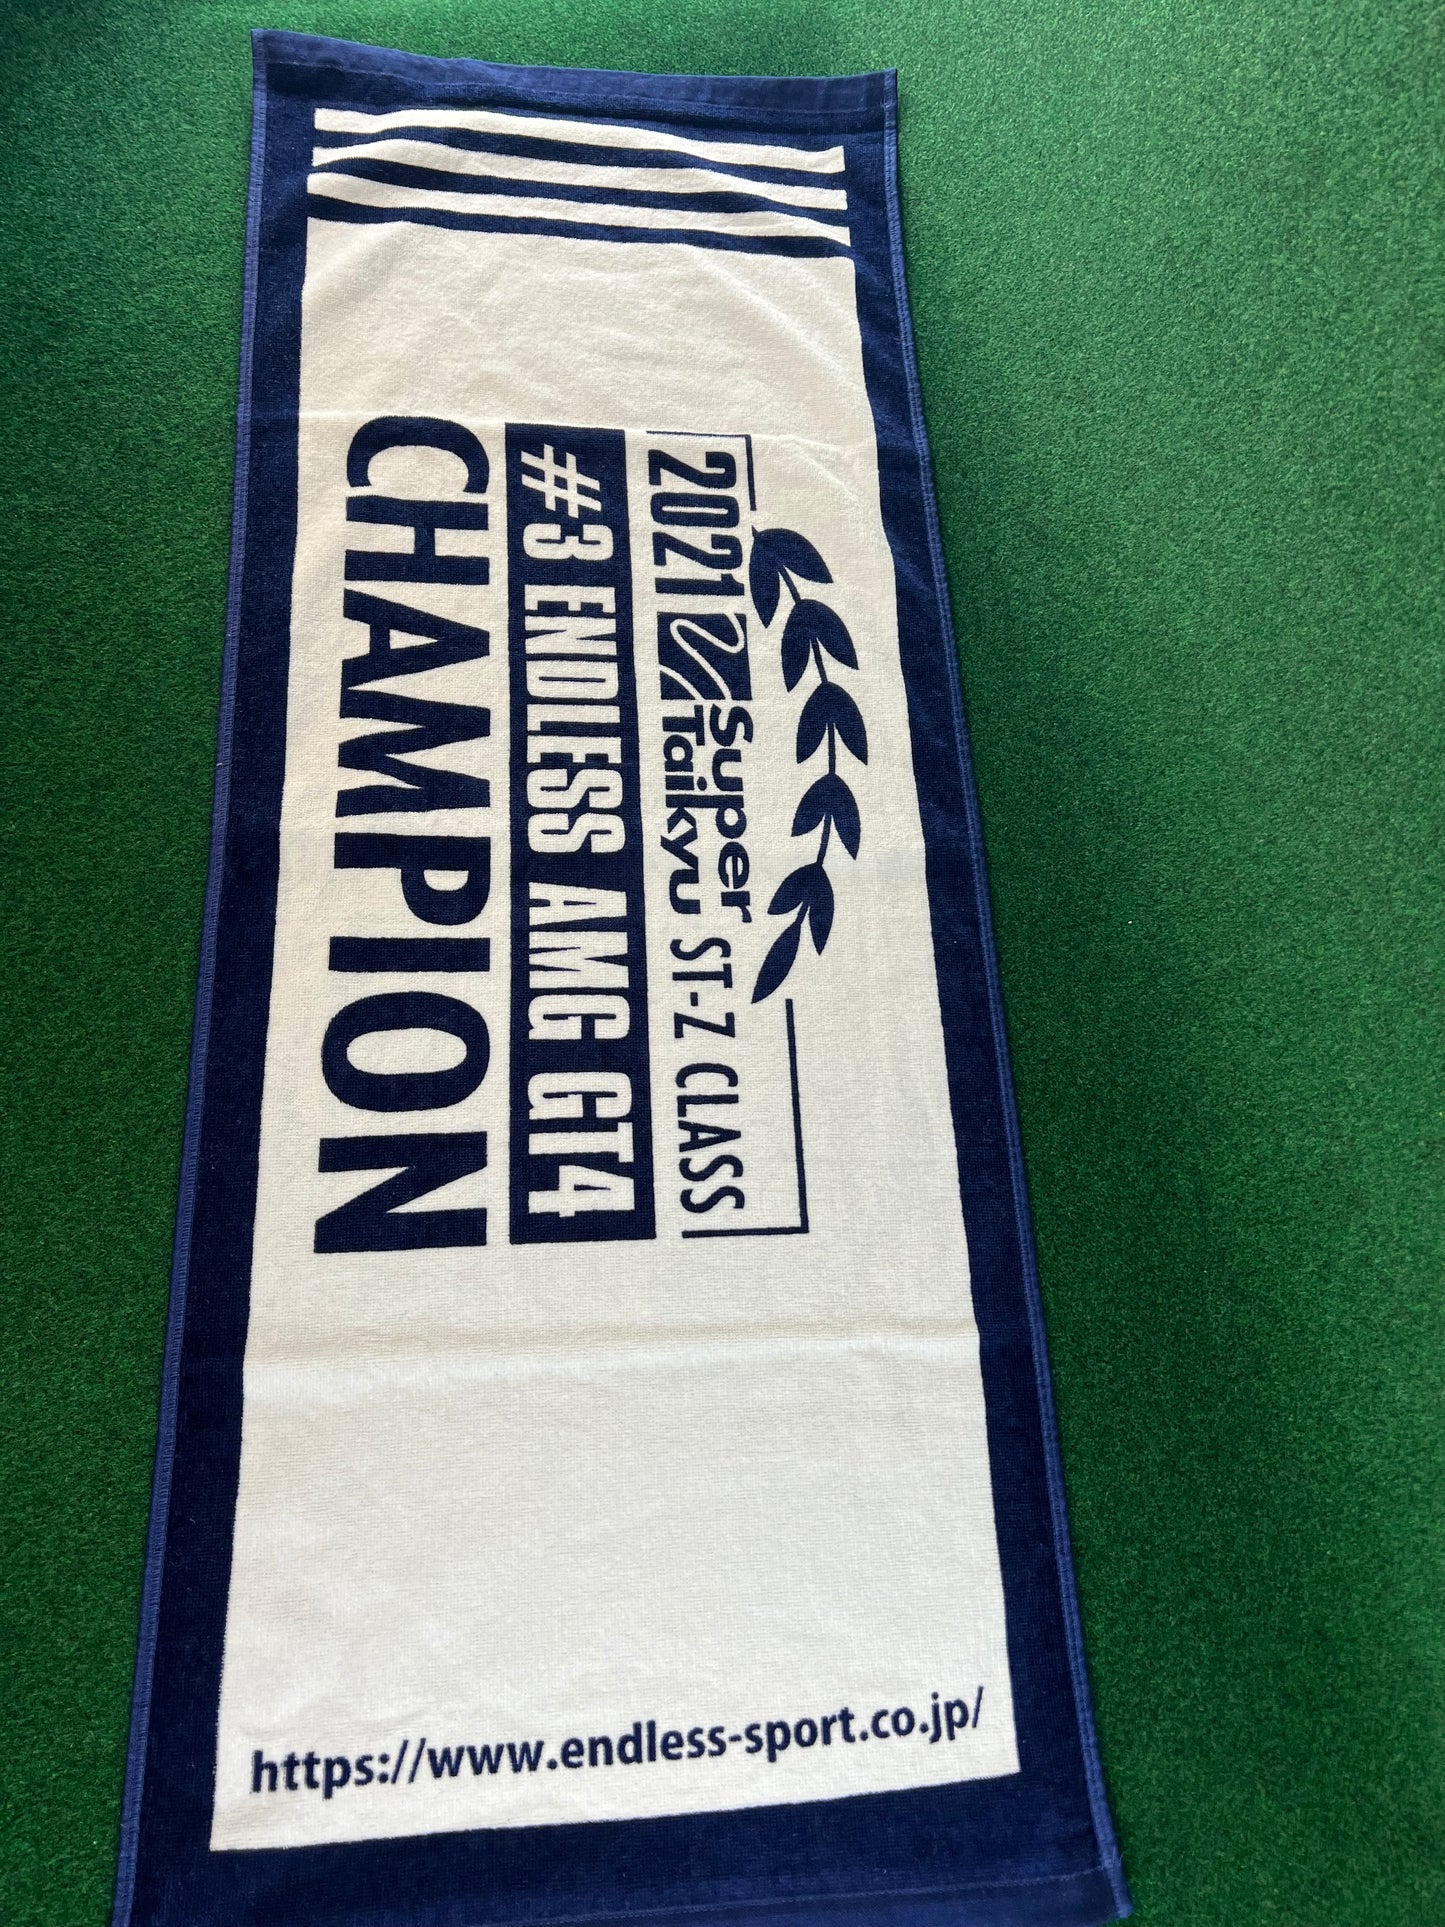 2021 Super Taikyu ST-Z CLASS
#3 ENDLESS AMG GT4
CHAMPION
https://www.endless-sport.co.jp/